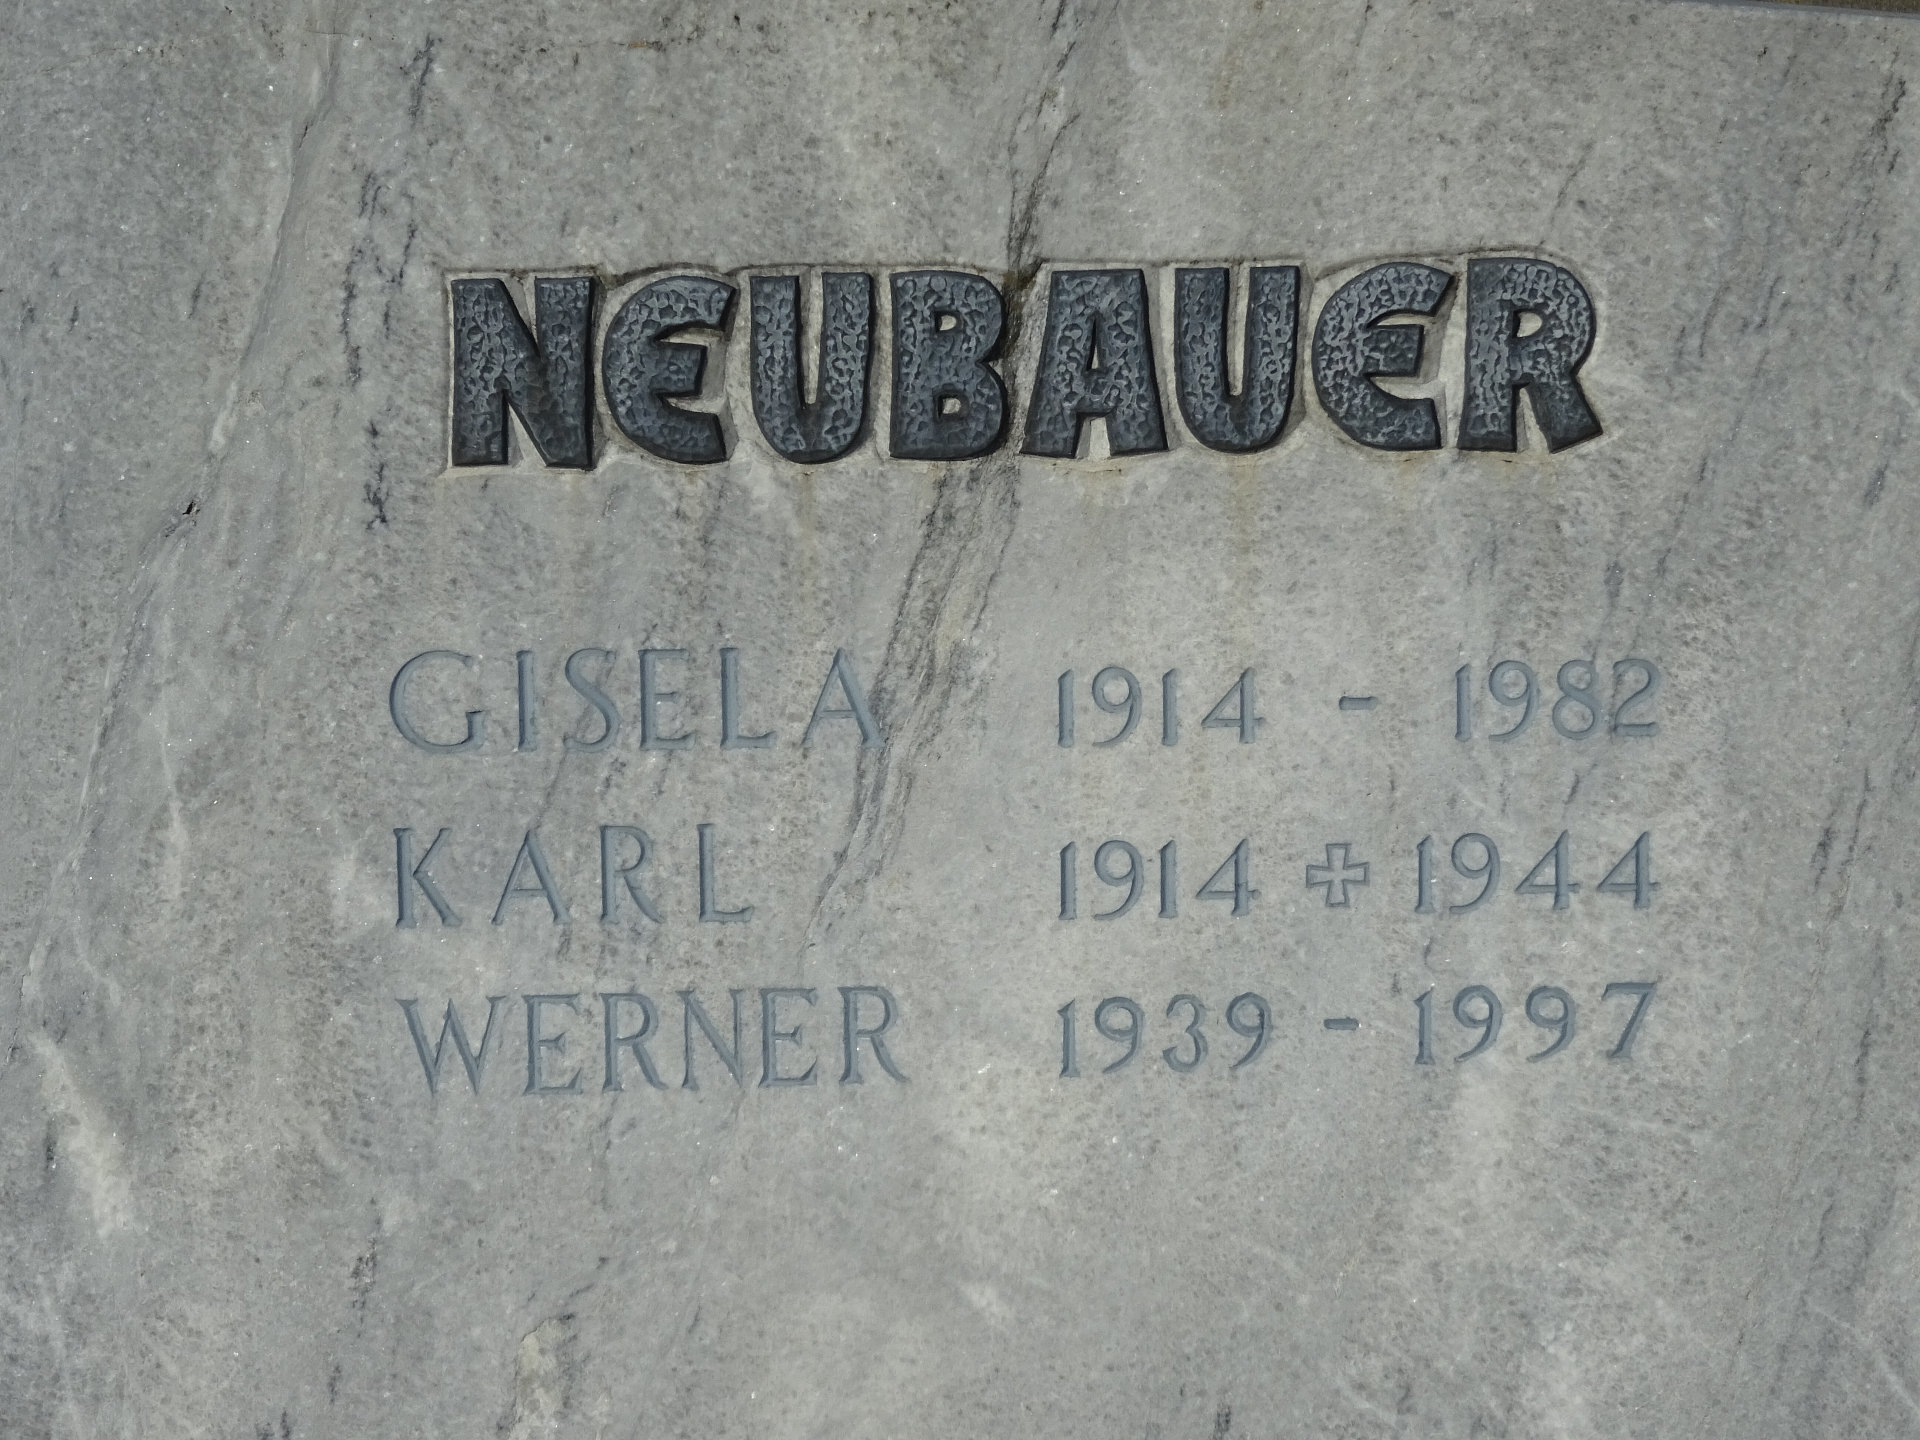 NEUBAUER
GISELA 1914 - 1982
KARL 1914 ✠ 1944
WERNER 1939 - 1997